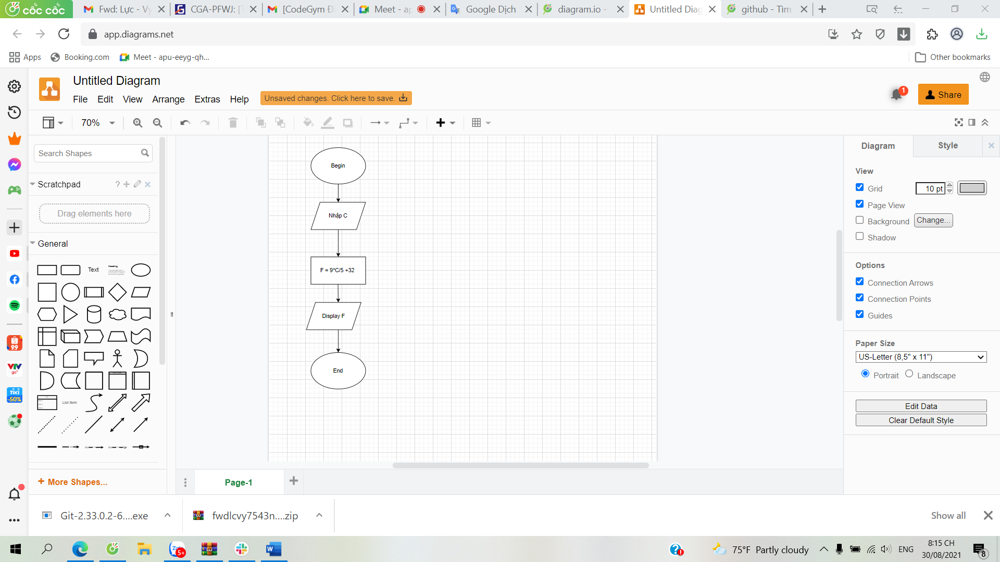 cốc cốc
Fwd: Lực - Vy
CGA-PFWJ: [T
[CodeGym Đ
Meet - ap
Google Dịch
diagram.io -
Untitled Diag
github - Tìm
app.diagrams.net
Apps
Booking.com
Meet - apu-eeyg-qh...
Other bookmarks
Untitled Diagram
File Edit View Arrange Extras Help
Unsaved changes. Click here to save.
1
Share
70%
Search Shapes
Scratchpad
?
Drag elements here
General
Text
Heading
List Item
More Shapes...
Begin
Nhập C
F = 9*C/5 +32
Display F
End
Page-1
Diagram
Style
View
Grid
10 pt
Page View
Background
Change...
Shadow
Options
Connection Arrows
Connection Points
Guides
Paper Size
US-Letter (8,5" x 11")
Portrait
Landscape
Edit Data
Clear Default Style
99
VTV
go
TIKI
-50%
Git-2.33.0.2-6....exe
fwdlcvy7543n....zip
Show all
Zalo
5+
W
75°F Partly cloudy
ENG
8:15 CH
30/08/2021
8